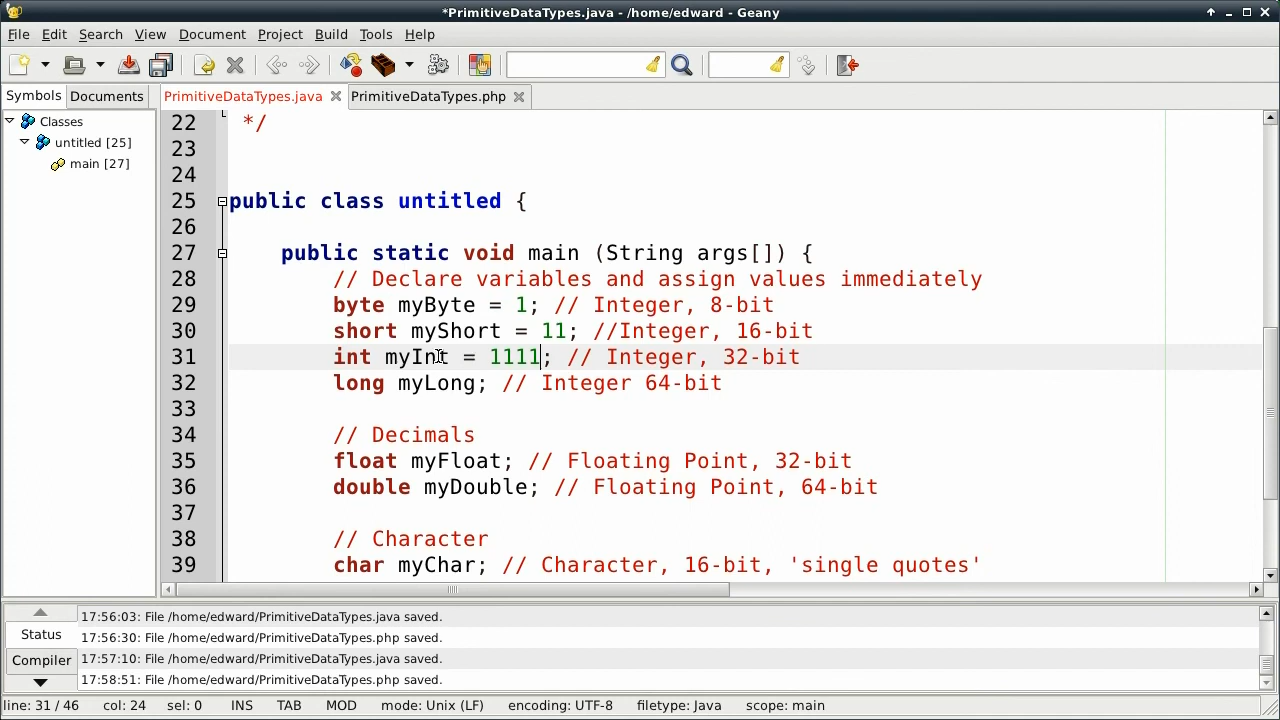 *PrimitiveDataTypes.java - /home/edward - Geany
File Edit Search View Document Project Build Tools Help
Symbols Documents PrimitiveDataTypes.java PrimitiveDataTypes.php
Classes
untitled [25]
main [27]
22 */
23
24
25 public class untitled {
26
27 public static void main (String args[]) {
28 // Declare variables and assign values immediately
29 byte myByte = 1; // Integer, 8-bit
30 short myShort = 11; //Integer, 16-bit
31 int myInt = 1111; // Integer, 32-bit
32 long myLong; // Integer 64-bit
33
34 // Decimals
35 float myFloat; // Floating Point, 32-bit
36 double myDouble; // Floating Point, 64-bit
37
38 // Character
39 char myChar; // Character, 16-bit, 'single quotes'
Status
Compiler
17:56:03: File /home/edward/PrimitiveDataTypes.java saved.
17:56:30: File /home/edward/PrimitiveDataTypes.php saved.
17:57:10: File /home/edward/PrimitiveDataTypes.java saved.
17:58:51: File /home/edward/PrimitiveDataTypes.php saved.
line: 31 / 46 col: 24 sel: 0 INS TAB MOD mode: Unix (LF) encoding: UTF-8 filetype: Java scope: main